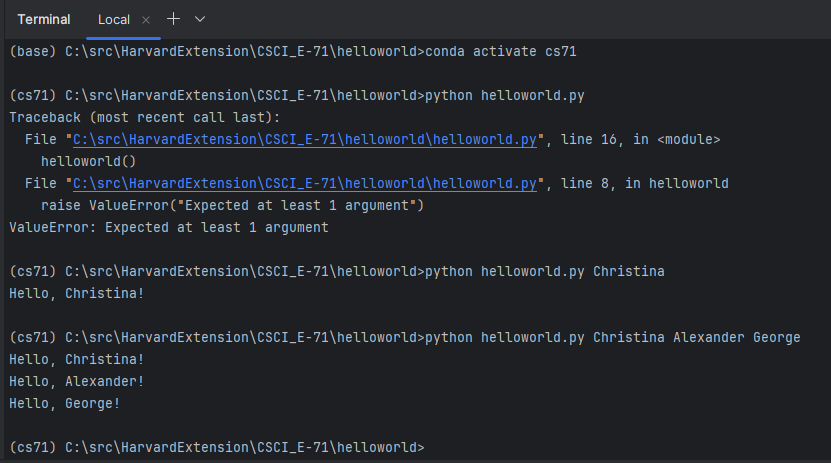 Terminal Local × + ⌄
(base) C:\src\HarvardExtension\CSCI_E-71\helloworld>conda activate cs71
(cs71) C:\src\HarvardExtension\CSCI_E-71\helloworld>python helloworld.py
Traceback (most recent call last):
  File "C:\src\HarvardExtension\CSCI_E-71\helloworld\helloworld.py", line 16, in <module>
    helloworld()
  File "C:\src\HarvardExtension\CSCI_E-71\helloworld\helloworld.py", line 8, in helloworld
    raise ValueError("Expected at least 1 argument")
ValueError: Expected at least 1 argument
(cs71) C:\src\HarvardExtension\CSCI_E-71\helloworld>python helloworld.py Christina
Hello, Christina!
(cs71) C:\src\HarvardExtension\CSCI_E-71\helloworld>python helloworld.py Christina Alexander George
Hello, Christina!
Hello, Alexander!
Hello, George!
(cs71) C:\src\HarvardExtension\CSCI_E-71\helloworld>